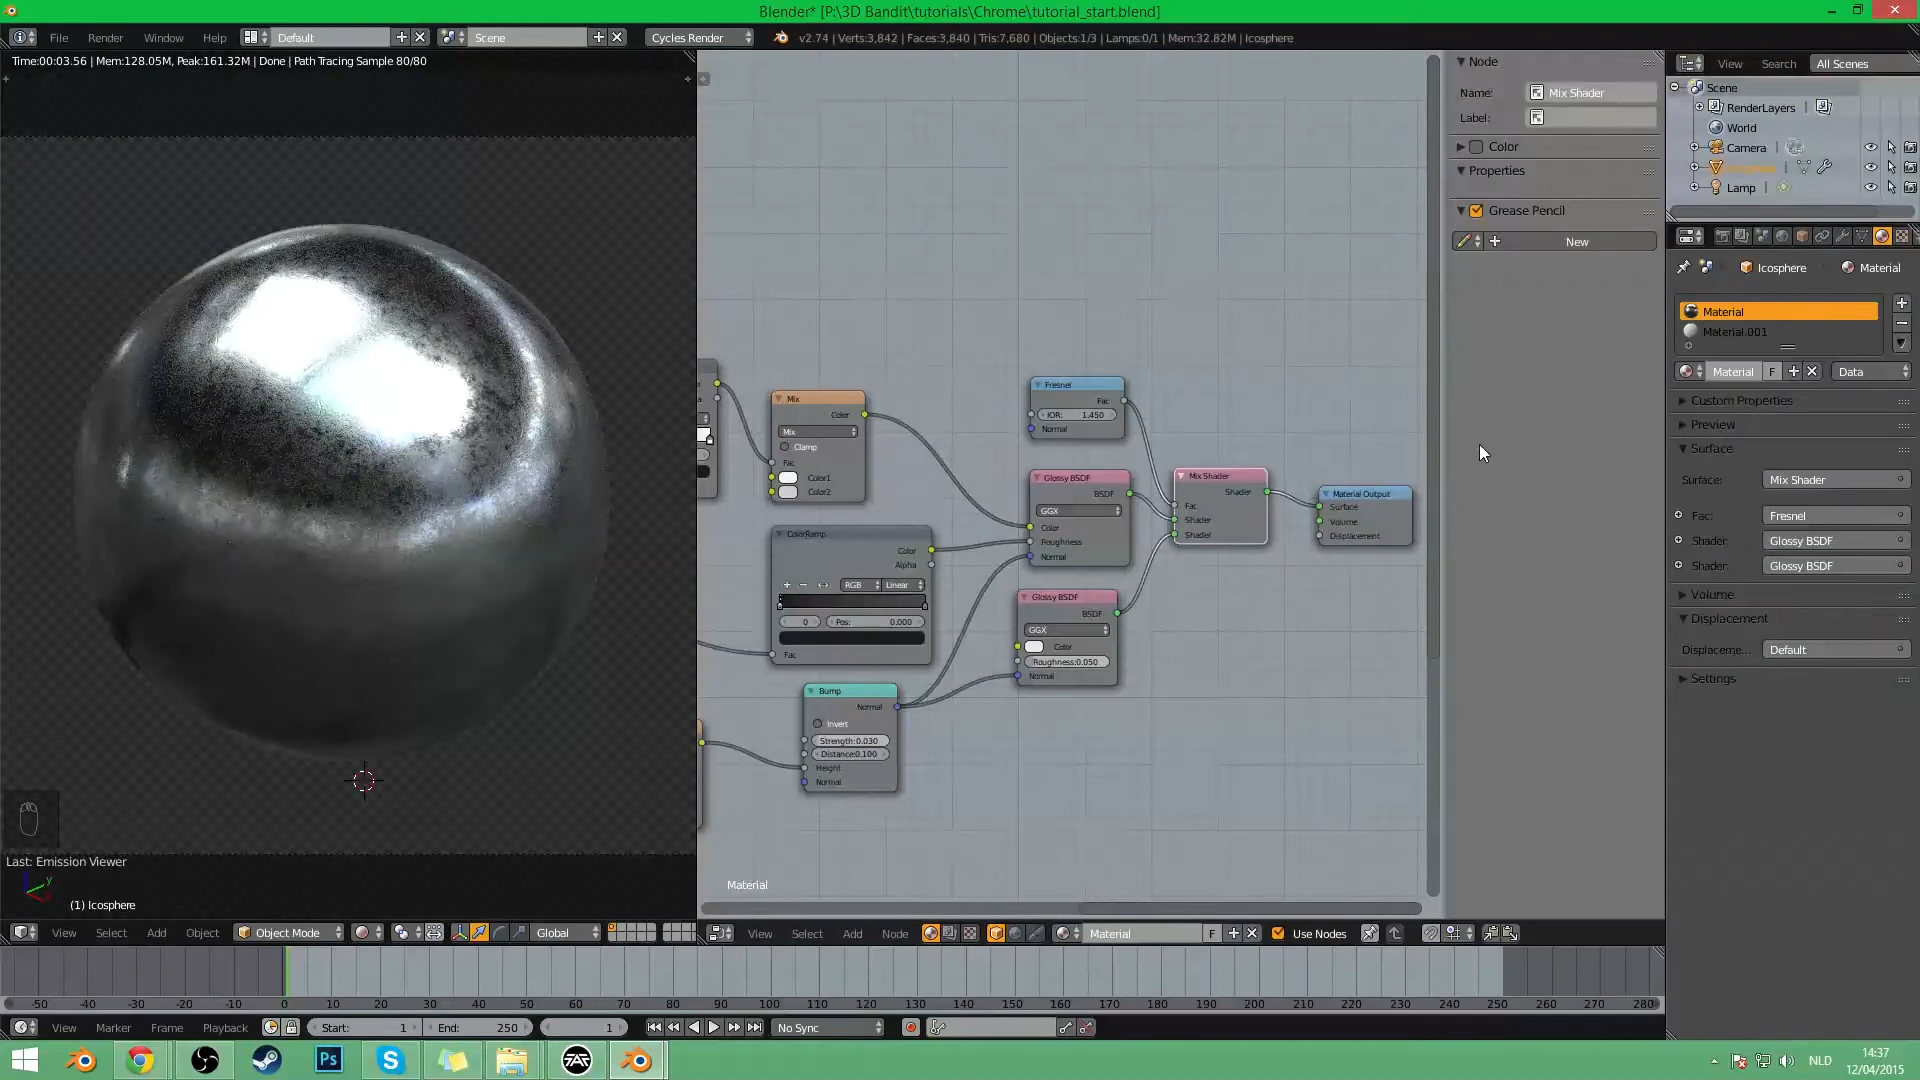 Blender* [P:\3D Bandit\tutorials\Chrome\tutorial_start.blend]
File Render Window Help Default Scene Cycles Render v2.74 | Verts:3,842 | Faces:3,840 | Tris:7,680 | Objects:1/3 | Lamps:0/1 | Mem:32.82M | Icosphere
Time:00:03.56 | Mem:128.05M, Peak:161.32M | Done | Path Tracing Sample 80/80
Last: Emission Viewer
(1) Icosphere
View Select Add Object Object Mode Global
Mix
Color
Mix
Clamp
Fac
Color1
Color2
ColorRamp
Color
Alpha
RGB Linear
0 Pos: 0.000
Fac
Bump
Normal
Invert
Strength:0.030
Distance:0.100
Height
Normal
Fresnel
Fac
IOR: 1.450
Normal
Glossy BSDF
BSDF
GGX
Color
Roughness
Normal
Glossy BSDF
BSDF
GGX
Color
Roughness:0.050
Normal
Mix Shader
Shader
Fac
Shader
Shader
Material Output
Surface
Volume
Displacement
Material
View Select Add Node Material F Use Nodes
Node
Name: Mix Shader
Label:
Color
Properties
Grease Pencil
New
View Search All Scenes
Scene
RenderLayers
World
Camera
Lamp
Icosphere Material
Material
Material.001
Material F Data
Custom Properties
Preview
Surface
Surface: Mix Shader
Fac: Fresnel
Shader: Glossy BSDF
Shader: Glossy BSDF
Volume
Displacement
Displaceme... Default
Settings
-50 -40 -30 -20 -10 0 10 20 30 40 50 60 70 80 90 100 110 120 130 140 150 160 170 180 190 200 210 220 230 240 250 260 270 280
View Marker Frame Playback Start: 1 End: 250 1 No Sync
Ps
NLD
14:37
12/04/2015